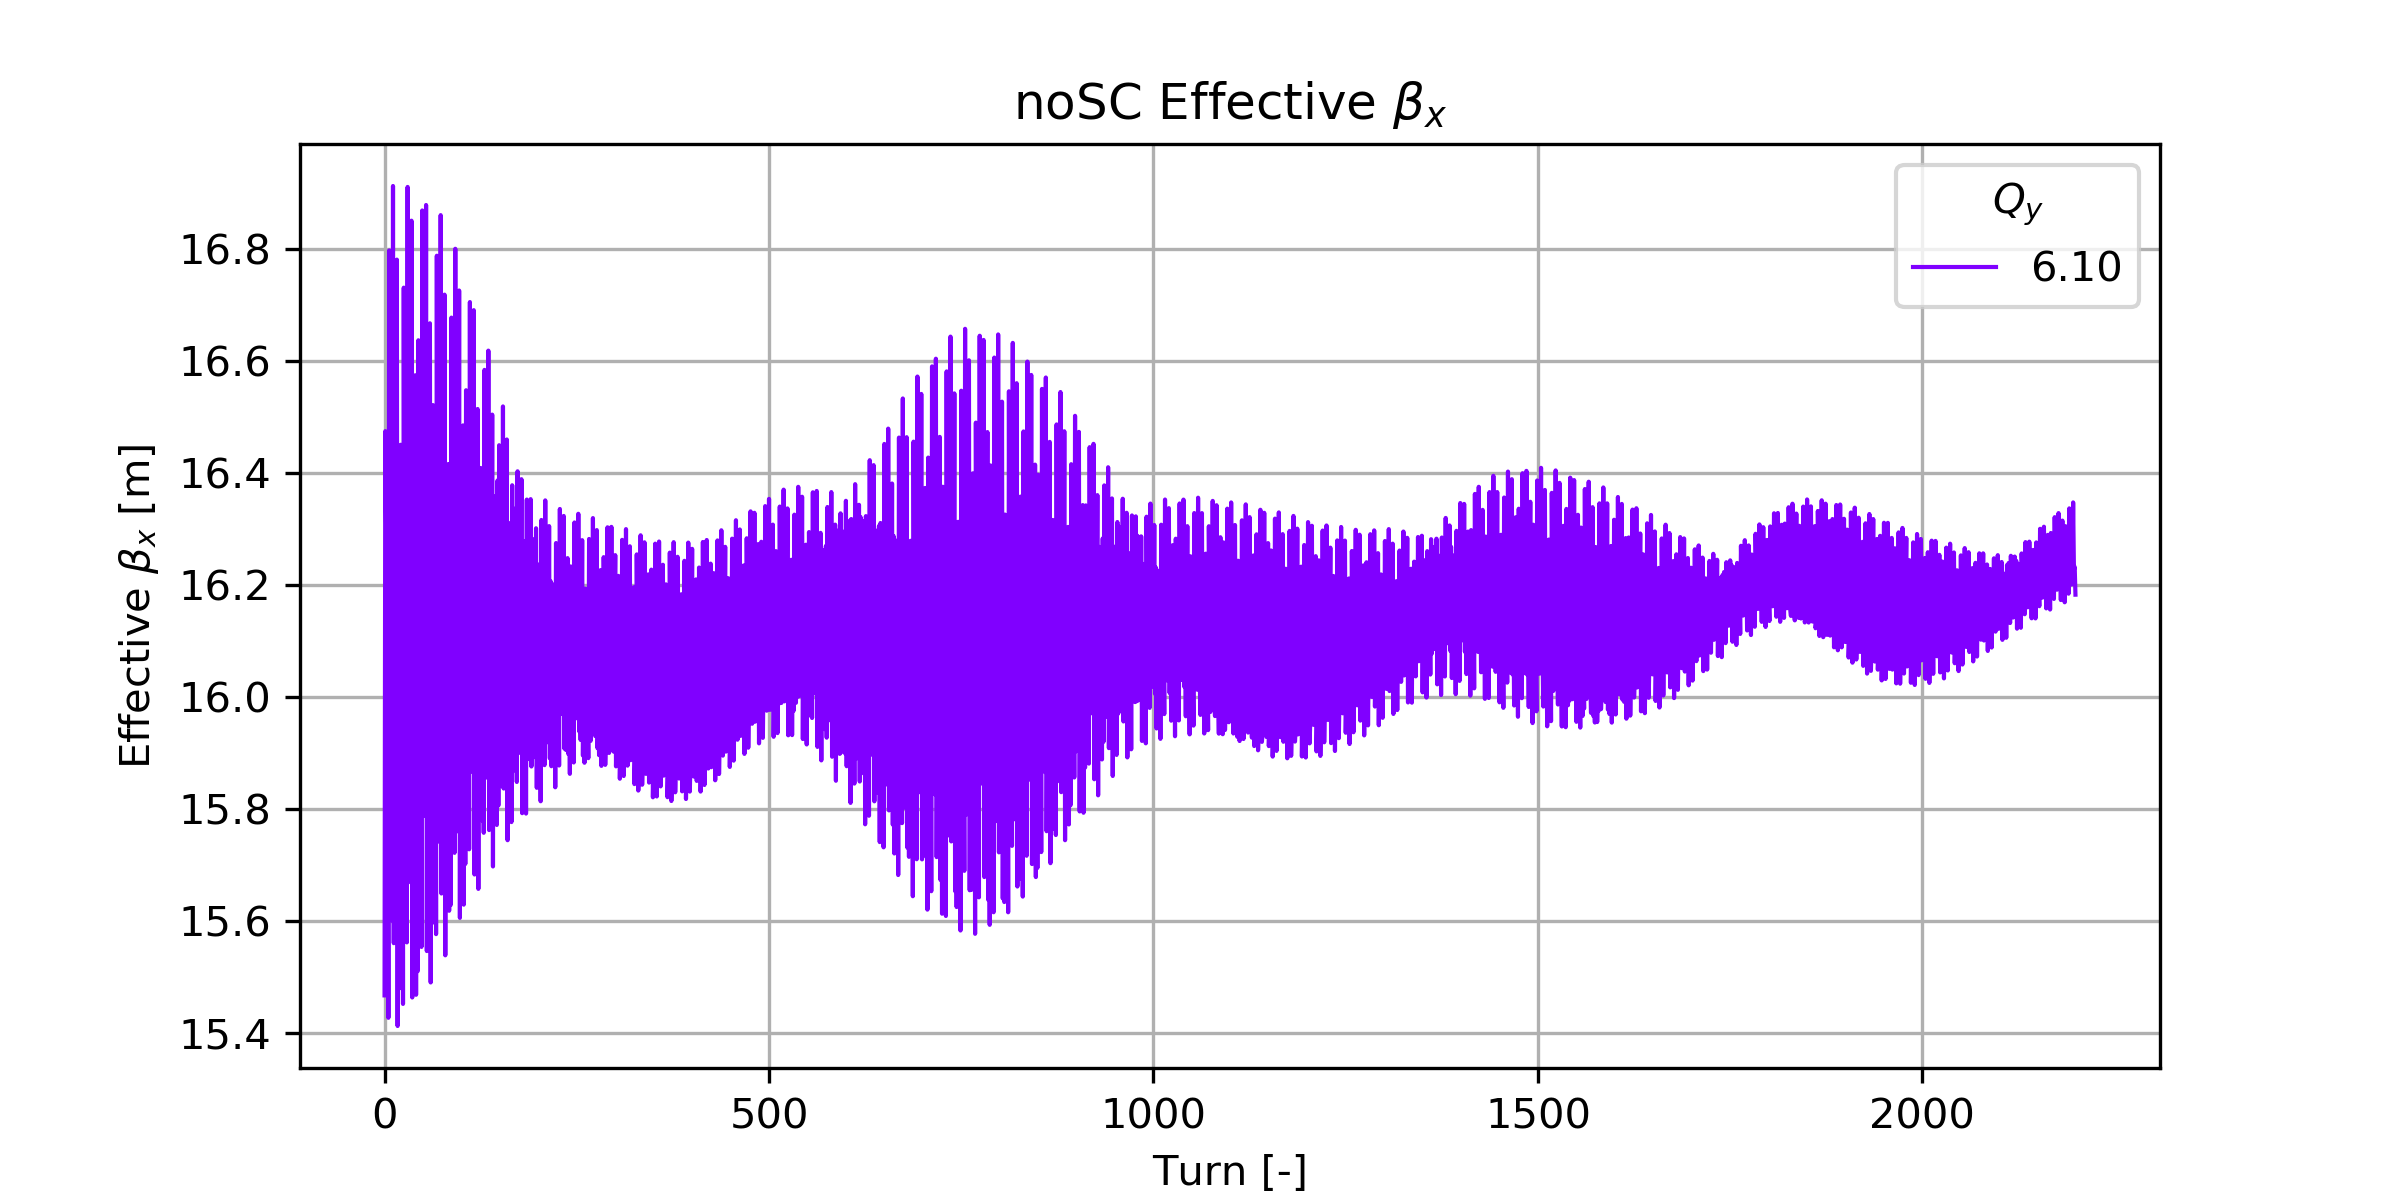 noSC Effective βx
Effective βx [m]
16.8
16.6
16.4
16.2
16.0
15.8
15.6
15.4
Qy
6.10
0 500 1000 1500 2000
Turn [-]